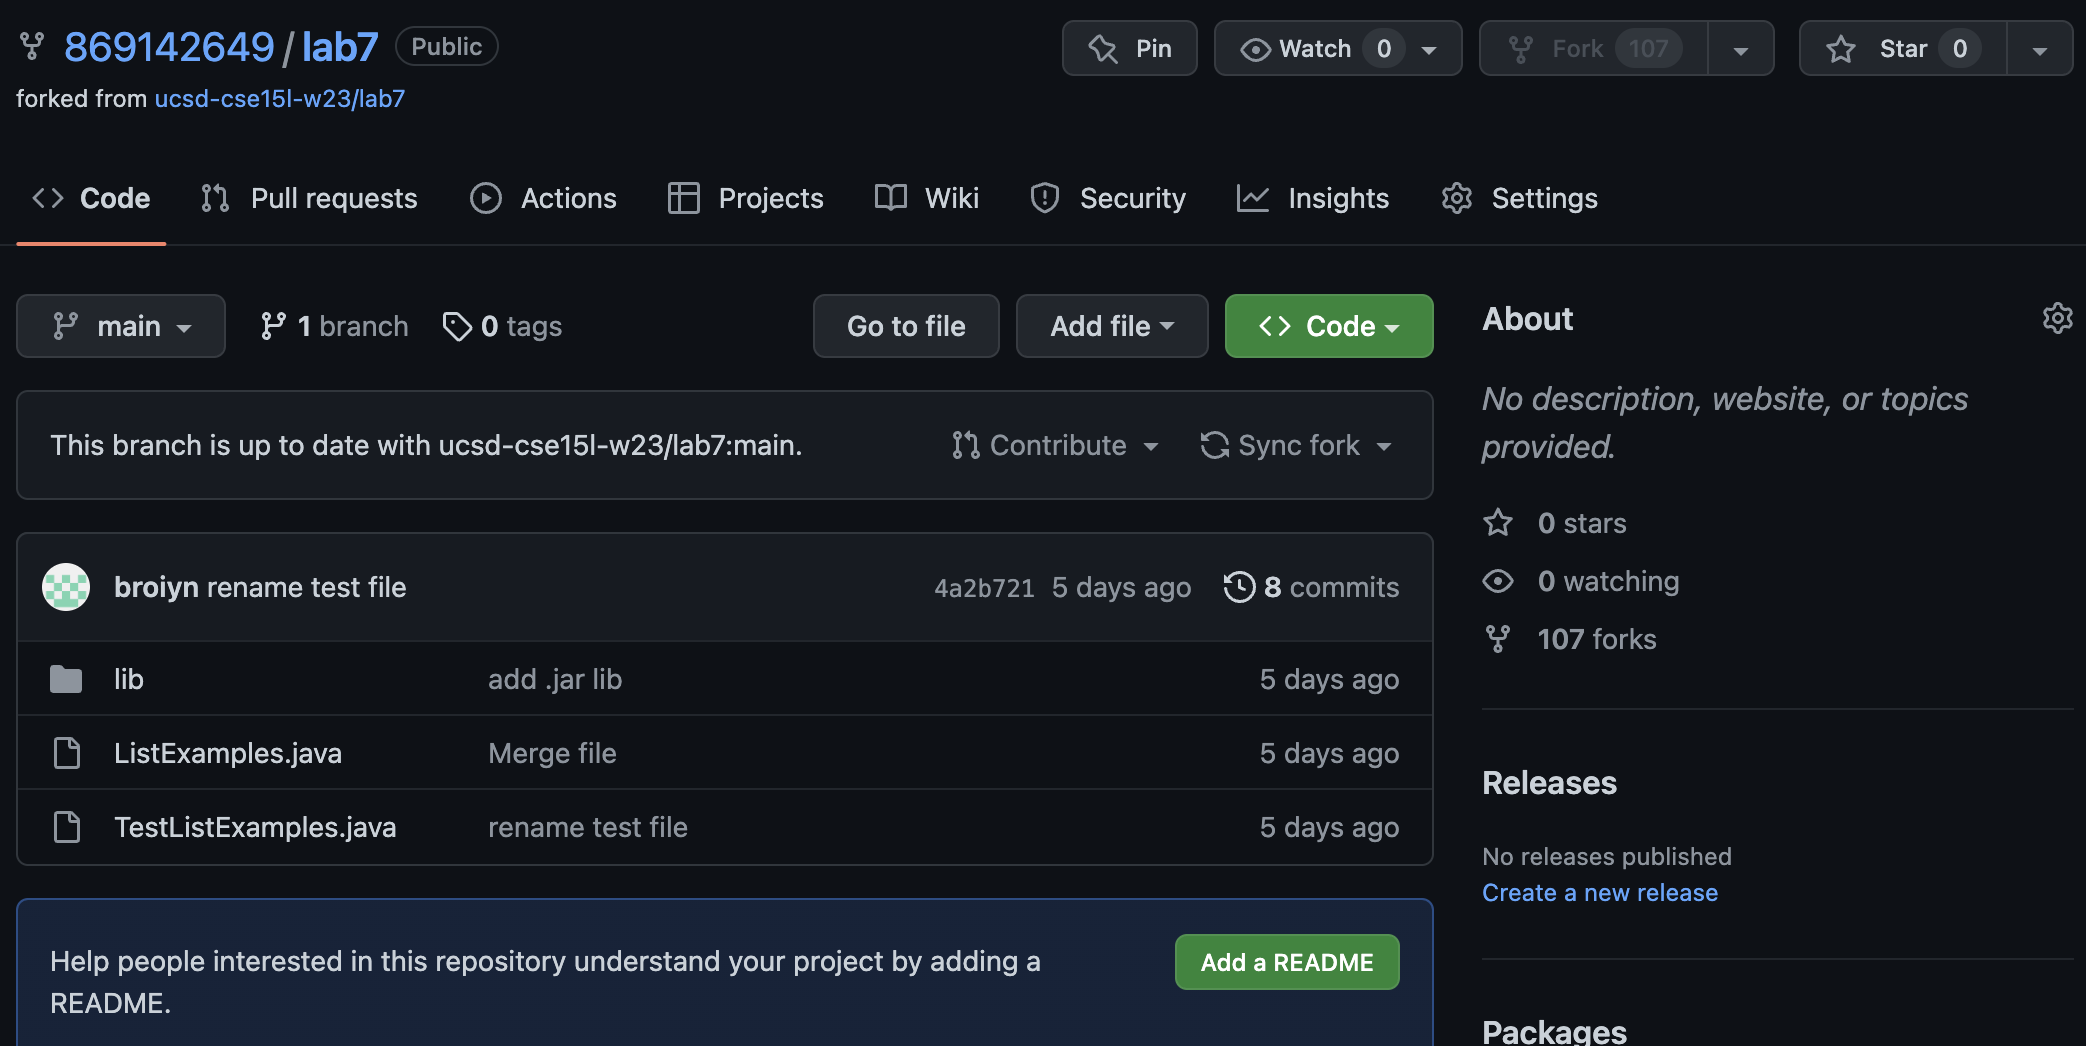 869142649 / lab7 Public
Pin
Watch 0
Fork 107
Star 0
forked from ucsd-cse15l-w23/lab7
Code
Pull requests
Actions
Projects
Wiki
Security
Insights
Settings
main
1 branch
0 tags
Go to file
Add file
Code
This branch is up to date with ucsd-cse15l-w23/lab7:main.
Contribute
Sync fork
broiyn rename test file 4a2b721 5 days ago 8 commits
lib add .jar lib 5 days ago
ListExamples.java Merge file 5 days ago
TestListExamples.java rename test file 5 days ago
Help people interested in this repository understand your project by adding a
README.
Add a README
About
No description, website, or topics
provided.
0 stars
0 watching
107 forks
Releases
No releases published
Create a new release
Packages